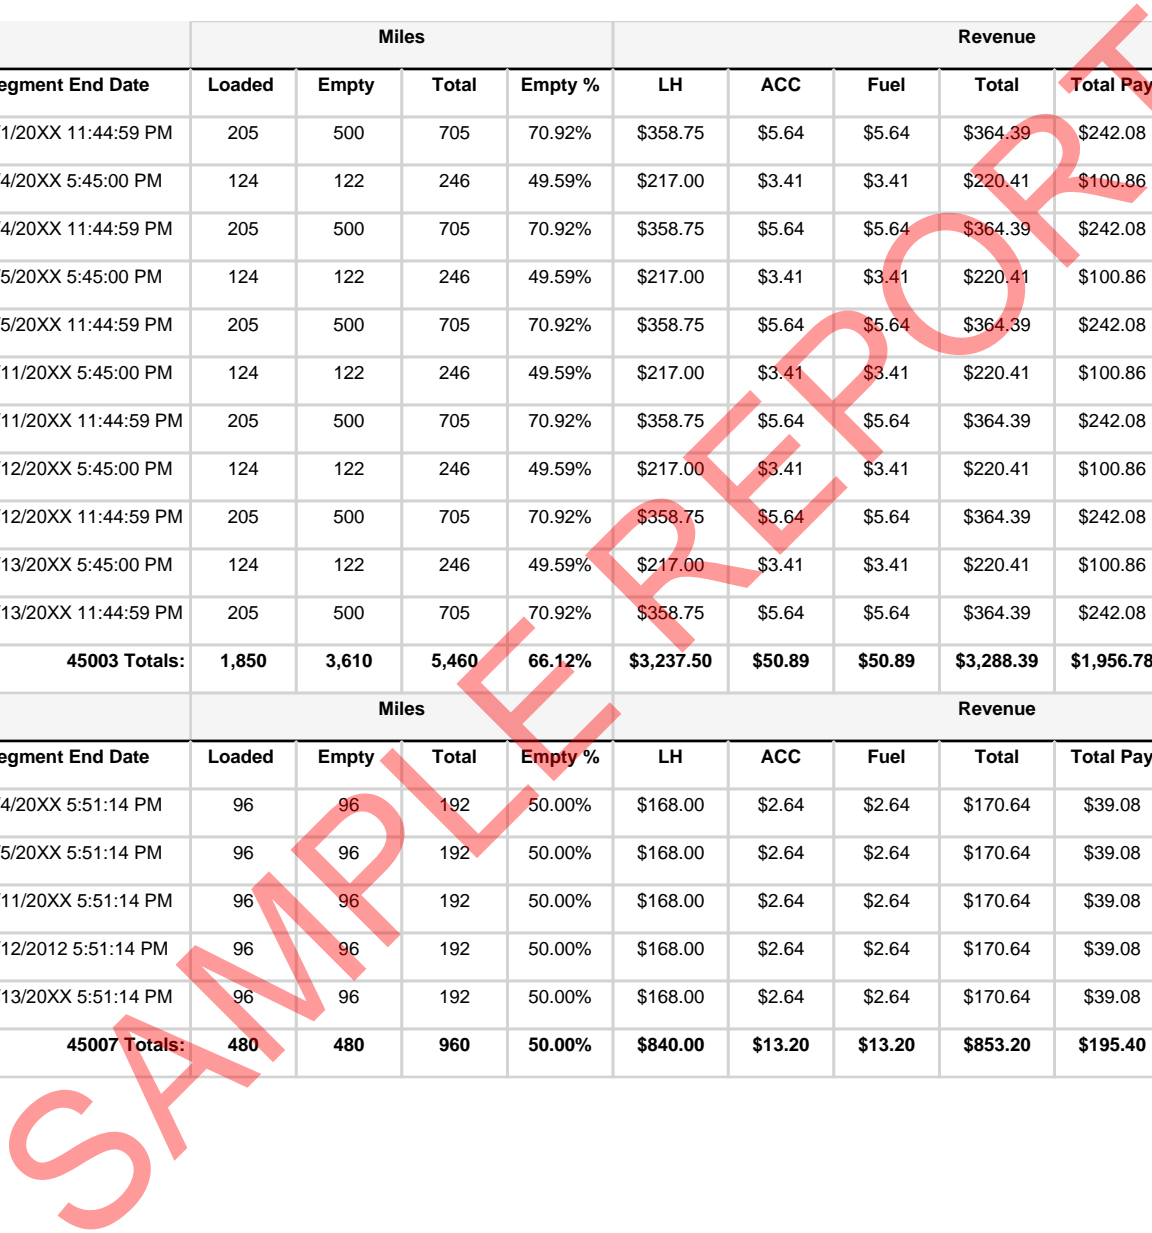 Miles Revenue
egment End Date Loaded Empty Total Empty % LH ACC Fuel Total Total Pay
/1/20XX 11:44:59 PM 205 500 705 70.92% $358.75 $5.64 $5.64 $364.39 $242.08
/4/20XX 5:45:00 PM 124 122 246 49.59% $217.00 $3.41 $3.41 $220.41 $100.86
/4/20XX 11:44:59 PM 205 500 705 70.92% $358.75 $5.64 $5.64 $364.39 $242.08
/5/20XX 5:45:00 PM 124 122 246 49.59% $217.00 $3.41 $3.41 $220.41 $100.86
/5/20XX 11:44:59 PM 205 500 705 70.92% $358.75 $5.64 $5.64 $364.39 $242.08
/11/20XX 5:45:00 PM 124 122 246 49.59% $217.00 $3.41 $3.41 $220.41 $100.86
/11/20XX 11:44:59 PM 205 500 705 70.92% $358.75 $5.64 $5.64 $364.39 $242.08
/12/20XX 5:45:00 PM 124 122 246 49.59% $217.00 $3.41 $3.41 $220.41 $100.86
/12/20XX 11:44:59 PM 205 500 705 70.92% $358.75 $5.64 $5.64 $364.39 $242.08
/13/20XX 5:45:00 PM 124 122 246 49.59% $217.00 $3.41 $3.41 $220.41 $100.86
/13/20XX 11:44:59 PM 205 500 705 70.92% $358.75 $5.64 $5.64 $364.39 $242.08
45003 Totals: 1,850 3,610 5,460 66.12% $3,237.50 $50.89 $50.89 $3,288.39 $1,956.78
Miles Revenue
egment End Date Loaded Empty Total Empty % LH ACC Fuel Total Total Pay
/4/20XX 5:51:14 PM 96 96 192 50.00% $168.00 $2.64 $2.64 $170.64 $39.08
/5/20XX 5:51:14 PM 96 96 192 50.00% $168.00 $2.64 $2.64 $170.64 $39.08
/11/20XX 5:51:14 PM 96 96 192 50.00% $168.00 $2.64 $2.64 $170.64 $39.08
/12/2012 5:51:14 PM 96 96 192 50.00% $168.00 $2.64 $2.64 $170.64 $39.08
/13/20XX 5:51:14 PM 96 96 192 50.00% $168.00 $2.64 $2.64 $170.64 $39.08
45007 Totals: 480 480 960 50.00% $840.00 $13.20 $13.20 $853.20 $195.40
SAMPLE REPORT